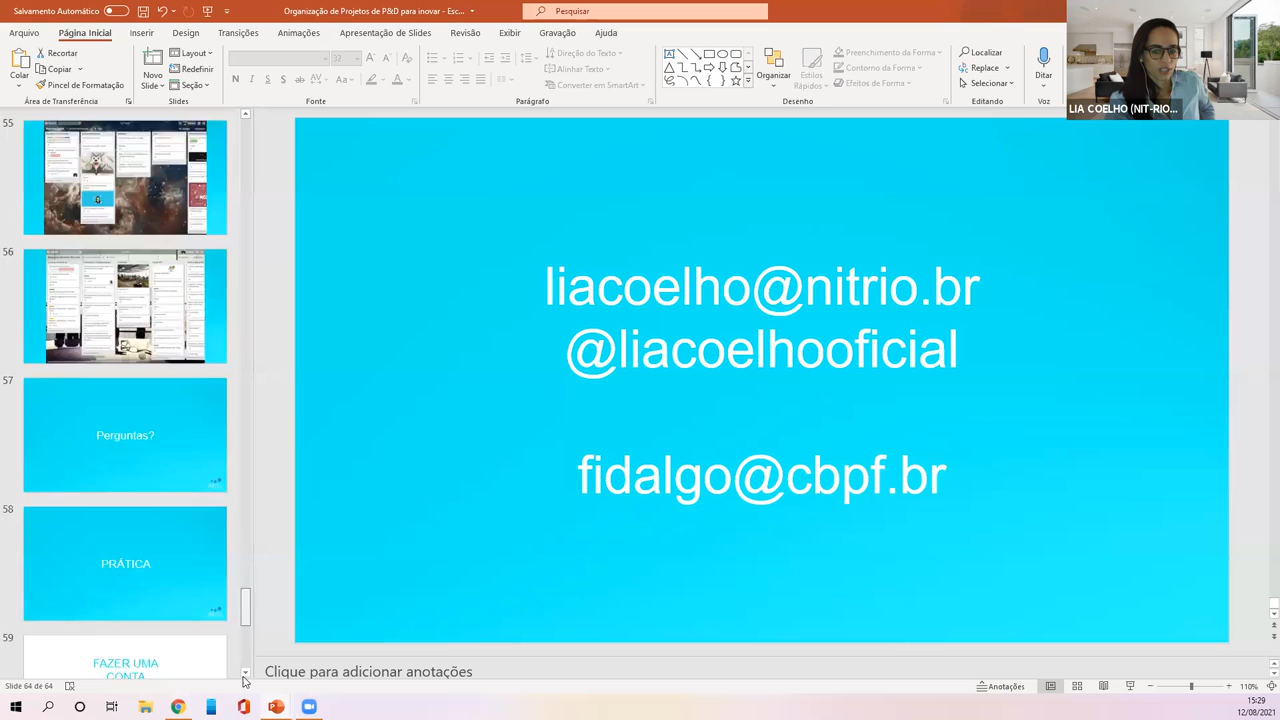 Salvamento Automático
Organização de Projetos de P&D para inovar - Esc...
Pesquisar
Arquivo
Página Inicial
Inserir
Design
Transições
Animações
Apresentação de Slides
Revisão
Exibir
Gravação
Ajuda
Colar
Recortar
Copiar
Pincel de Formatação
Área de Transferência
Novo
Slide
Layout
Redefinir
Seção
Slides
32
N I S S
Fonte
Direção do Texto
Alinhar Texto
Converter em SmartArt
Parágrafo
Organizar
Estilos
Rápidos
Preenchimento da Forma
Contorno da Forma
Efeitos de Forma
Desenho
Localizar
Replace
Selecionar
Editando
Ditar
Voz
LIA COELHO (NIT-RIO...
55
56
57
Perguntas?
58
PRÁTICA
59
FAZER UMA
CONTA
liacoelho@nitrio.br
@liacoelhooficial
fidalgo@cbpf.br
Clique para adicionar anotações
Slide 64 de 64
Anotações
110%
15:29
12/08/2021